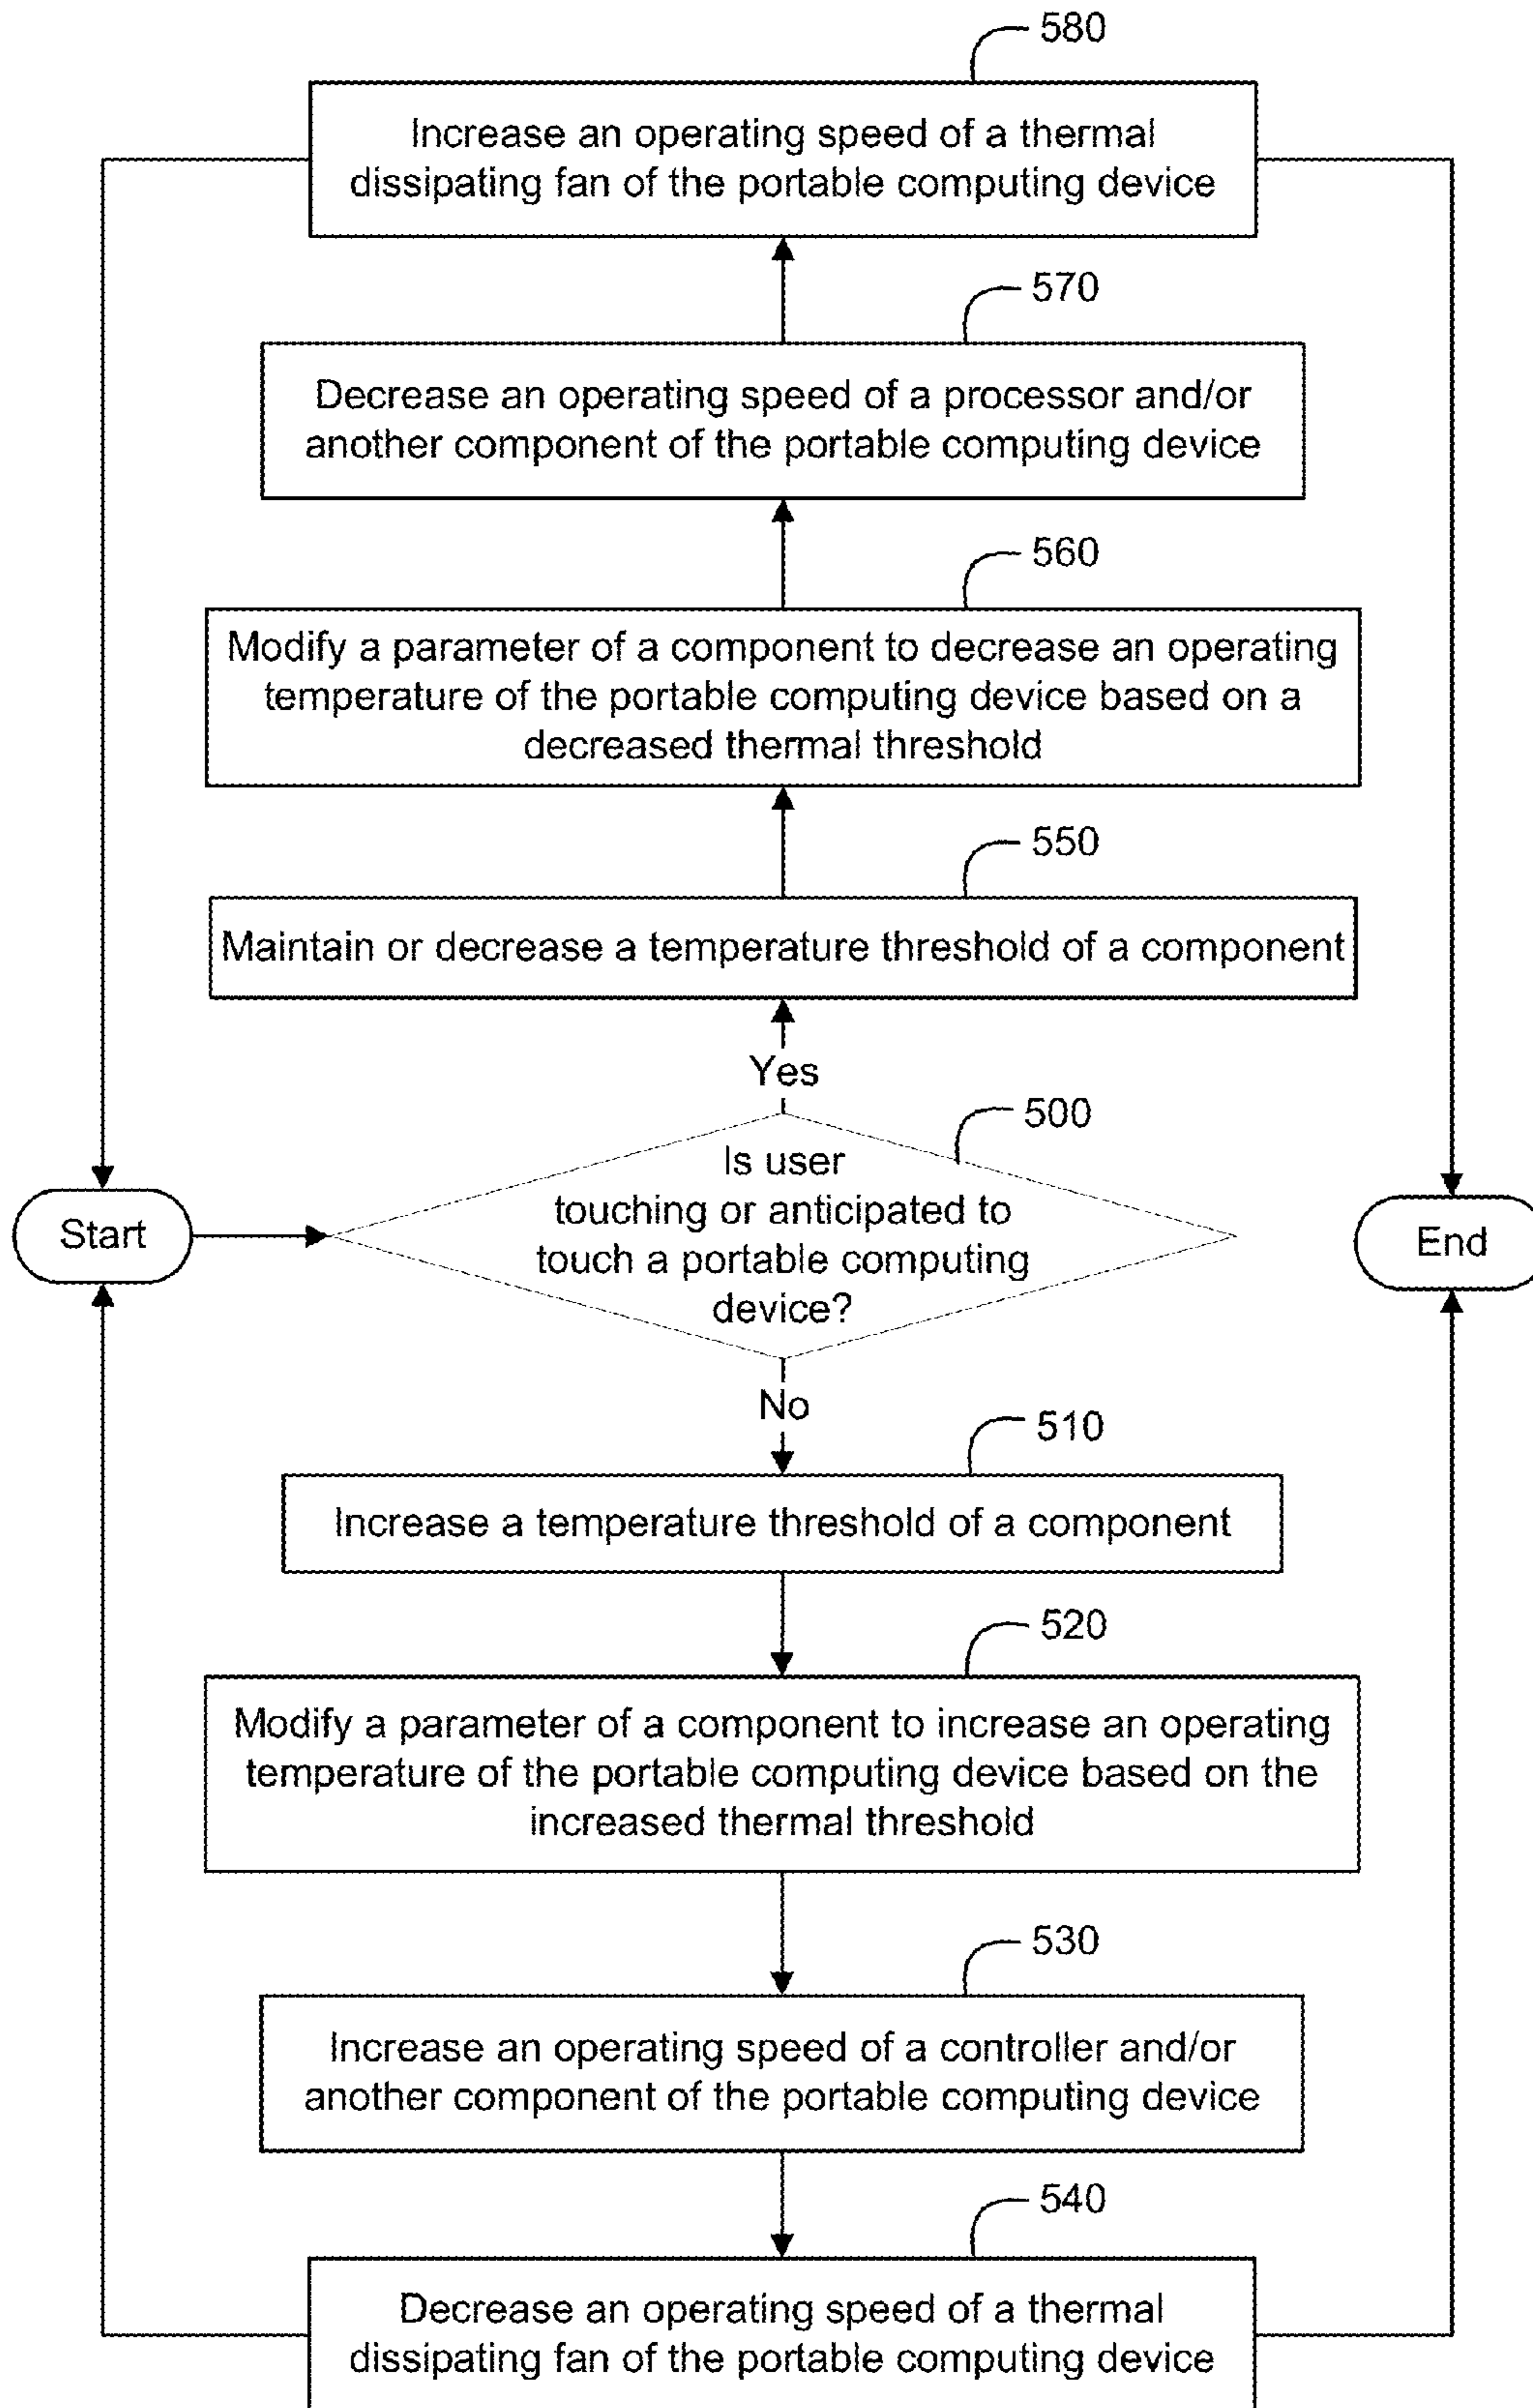 580
Increase an operating speed of a thermal
dissipating fan of the portable computing device
570
Decrease an operating speed of a processor and/or
another component of the portable computing device
560
Modify a parameter of a component to decrease an operating
temperature of the portable computing device based on a
decreased thermal threshold
550
Maintain or decrease a temperature threshold of a component
Yes
500
Is user
touching or anticipated to
touch a portable computing
device?
Start
End
No
510
Increase a temperature threshold of a component
520
Modify a parameter of a component to increase an operating
temperature of the portable computing device based on the
increased thermal threshold
530
Increase an operating speed of a controller and/or
another component of the portable computing device
540
Decrease an operating speed of a thermal
dissipating fan of the portable computing device